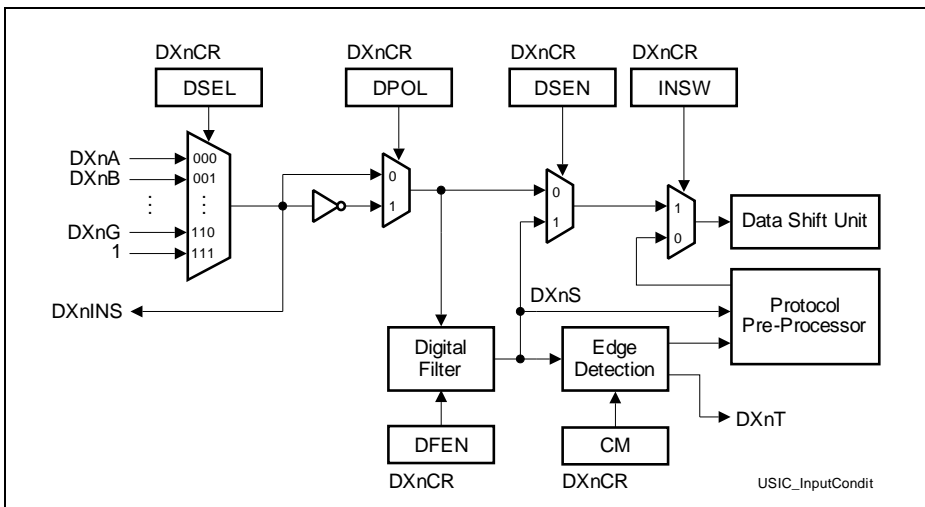 DXnCR
DXnCR
DXnCR
DXnCR
DSEL
DPOL
DSEN
INSW
DXnA
000
DXnB
001
DXnG
110
1
111
0
1
0
1
1
0
Data Shift Unit
DXnINS
DXnS
Protocol
Pre-Processor
Digital
Filter
Edge
Detection
DXnT
DFEN
CM
DXnCR
DXnCR
USIC_InputCondit